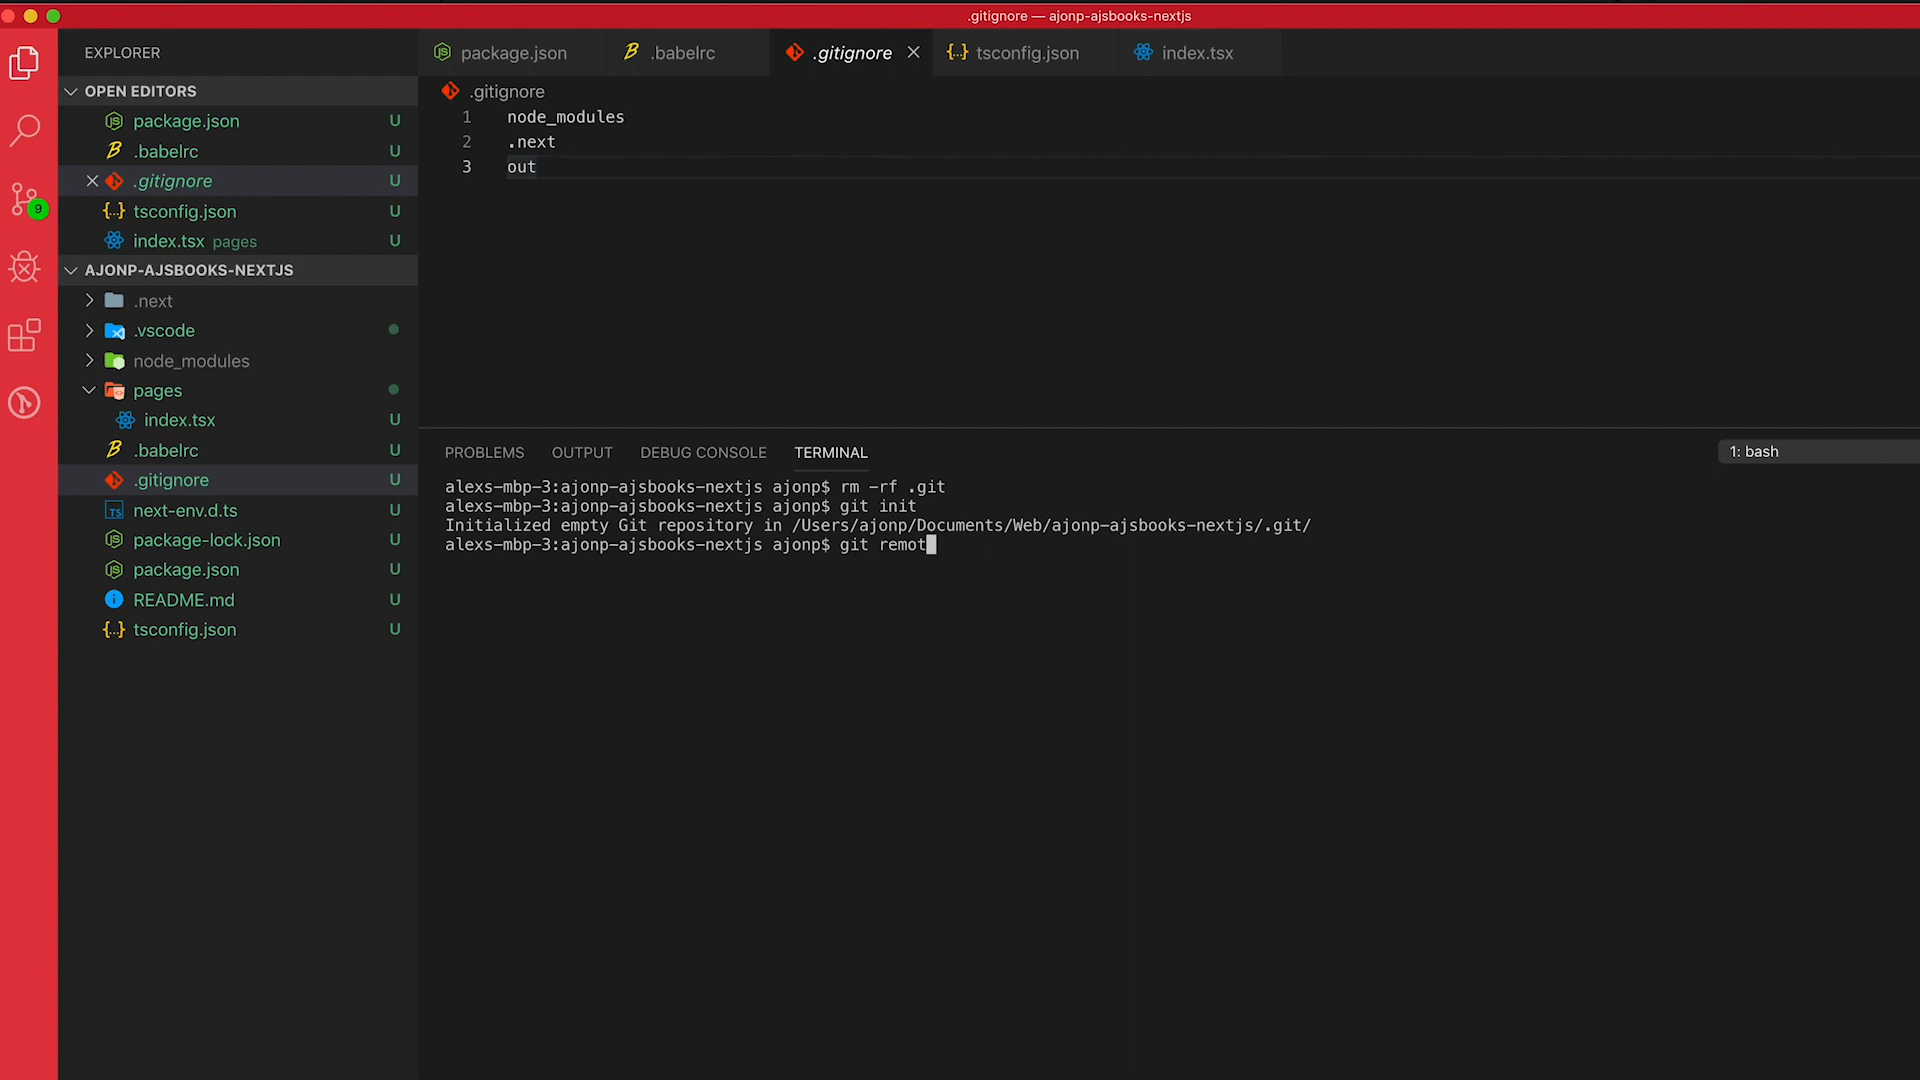 .gitignore — ajonp-ajsbooks-nextjs
EXPLORER
OPEN EDITORS
package.json U
.babelrc U
.gitignore U
tsconfig.json U
index.tsx pages U
AJONP-AJSBOOKS-NEXTJS
.next
.vscode
node_modules
pages
index.tsx U
.babelrc U
.gitignore U
next-env.d.ts U
package-lock.json U
package.json U
README.md U
tsconfig.json U
9
package.json .babelrc .gitignore tsconfig.json index.tsx
.gitignore
1 node_modules
2 .next
3 out
PROBLEMS OUTPUT DEBUG CONSOLE TERMINAL 1: bash
alexs-mbp-3:ajonp-ajsbooks-nextjs ajonp$ rm -rf .git
alexs-mbp-3:ajonp-ajsbooks-nextjs ajonp$ git init
Initialized empty Git repository in /Users/ajonp/Documents/Web/ajonp-ajsbooks-nextjs/.git/
alexs-mbp-3:ajonp-ajsbooks-nextjs ajonp$ git remot